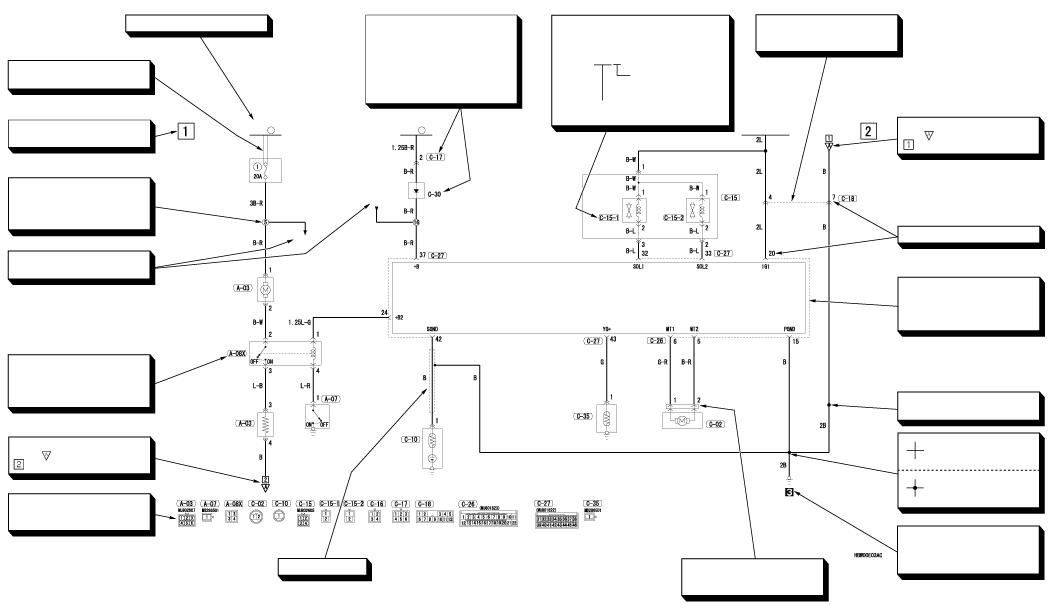 1
2
1
1
2L
1.25B-R
2
C-17
1
A
1
20A
B-R
B-W
1
2L
B
B-W
B-W
B-W
C-30
1
1
C-15
4
7
C-18
3B-R
B-R
C-15-1
C-15-2
2
2
2L
B
B-R
B-R
B-L
B-L
3
2
B-L
B-L
37
C-27
32
33
C-27
20
+B
SOL1
SOL2
IG1
1
A-03
M
2
24
+B2
B-W
1.25L-G
SGND
YG+
MT1
MT2
PGND
2
1
42
C-27
43
C-26
6
5
15
A-08X
OFF
ON
3
4
G
G-R
B-R
B
L-B
L-R
B
B
3
1
A-07
1
1
2
A-03
ON
OFF
C-35
M
C-02
2B
4
1
C-10
B
2B
2
2
A
3
A-03
A-07
A-08X
C-02
C-10
C-15
C-15-1
C-15-2
C-16
C-17
C-18
C-26
C-27
C-35